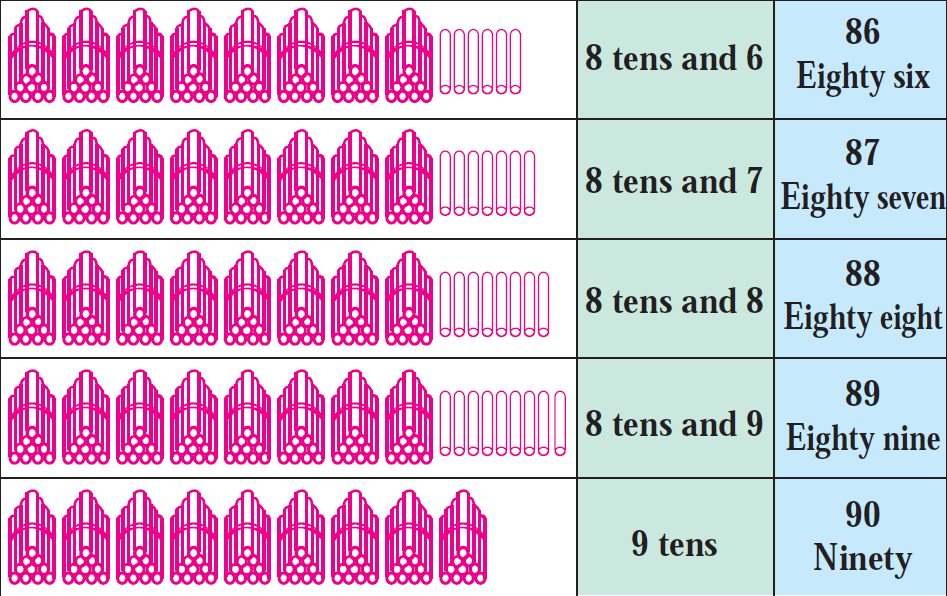 8 tens and 6
86
Eighty six
8 tens and 7
87
Eighty seven
8 tens and 8
88
Eighty eight
8 tens and 9
89
Eighty nine
9 tens
90
Ninety